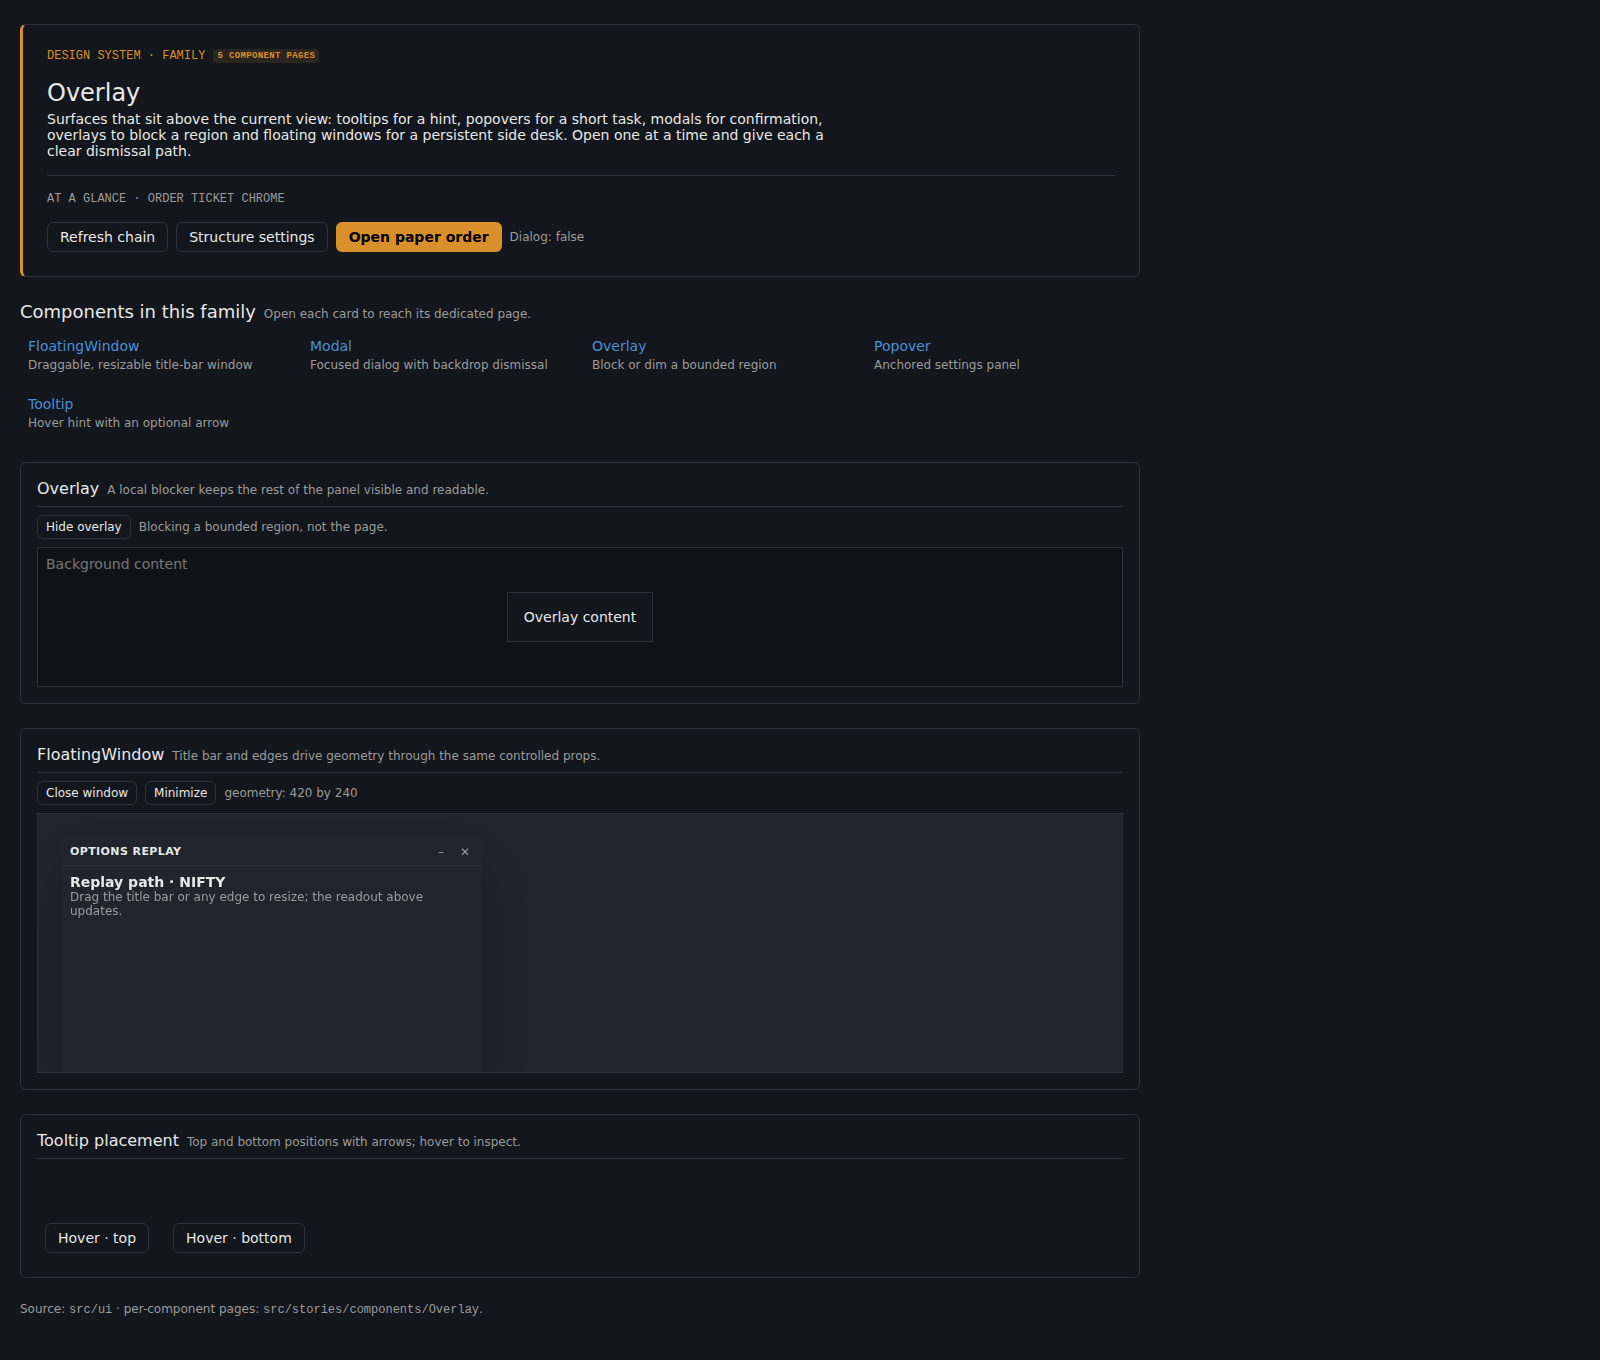 DESIGN SYSTEM · FAMILY 5 COMPONENT PAGES
Overlay
Surfaces that sit above the current view: tooltips for a hint, popovers for a short task, modals for confirmation,
overlays to block a region and floating windows for a persistent side desk. Open one at a time and give each a
clear dismissal path.
AT A GLANCE · ORDER TICKET CHROME
Refresh chain Structure settings Open paper order Dialog: false
Components in this family Open each card to reach its dedicated page.
FloatingWindow Modal Overlay Popover
Draggable, resizable title-bar window Focused dialog with backdrop dismissal Block or dim a bounded region Anchored settings panel
Tooltip
Hover hint with an optional arrow
Overlay A local blocker keeps the rest of the panel visible and readable.
Hide overlay Blocking a bounded region, not the page.
Background content
Overlay content
FloatingWindow Title bar and edges drive geometry through the same controlled props.
Close window Minimize geometry: 420 by 240
OPTIONS REPLAY – ×
Replay path · NIFTY
Drag the title bar or any edge to resize; the readout above
updates.
Tooltip placement Top and bottom positions with arrows; hover to inspect.
Hover · top Hover · bottom
Source: src/ui · per-component pages: src/stories/components/Overlay.